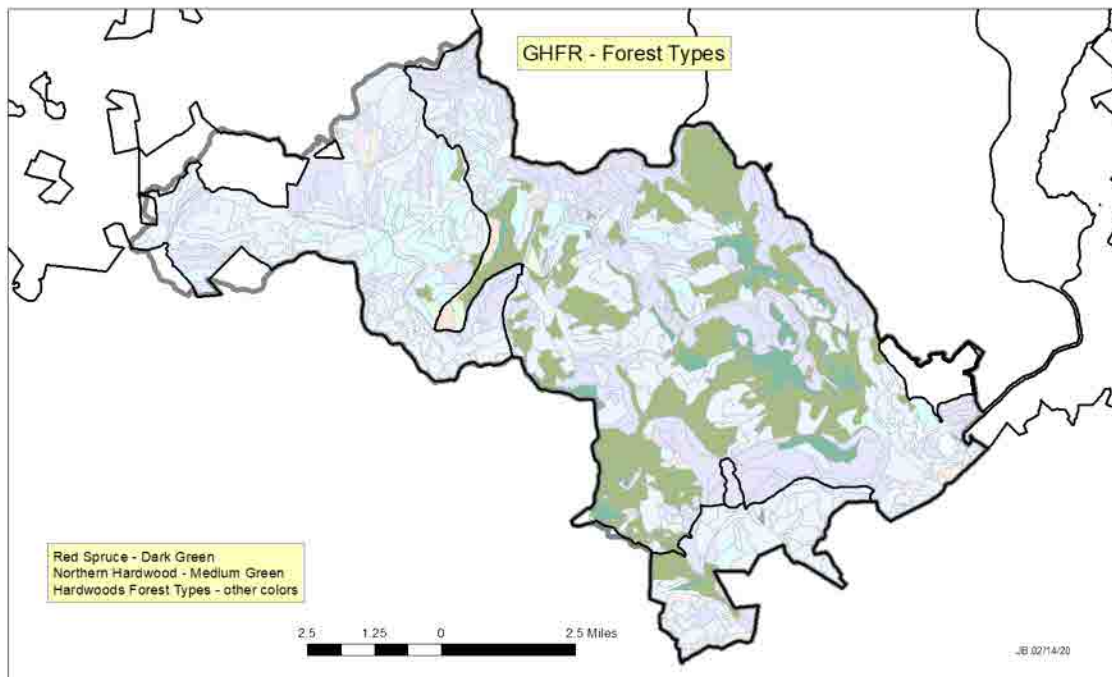 GHFR - Forest Types
Red Spruce - Dark Green
Northern Hardwood - Medium Green
Hardwoods Forest Types - other colors
2.5 1.25 0 2.5 Miles
JB 02/14/20